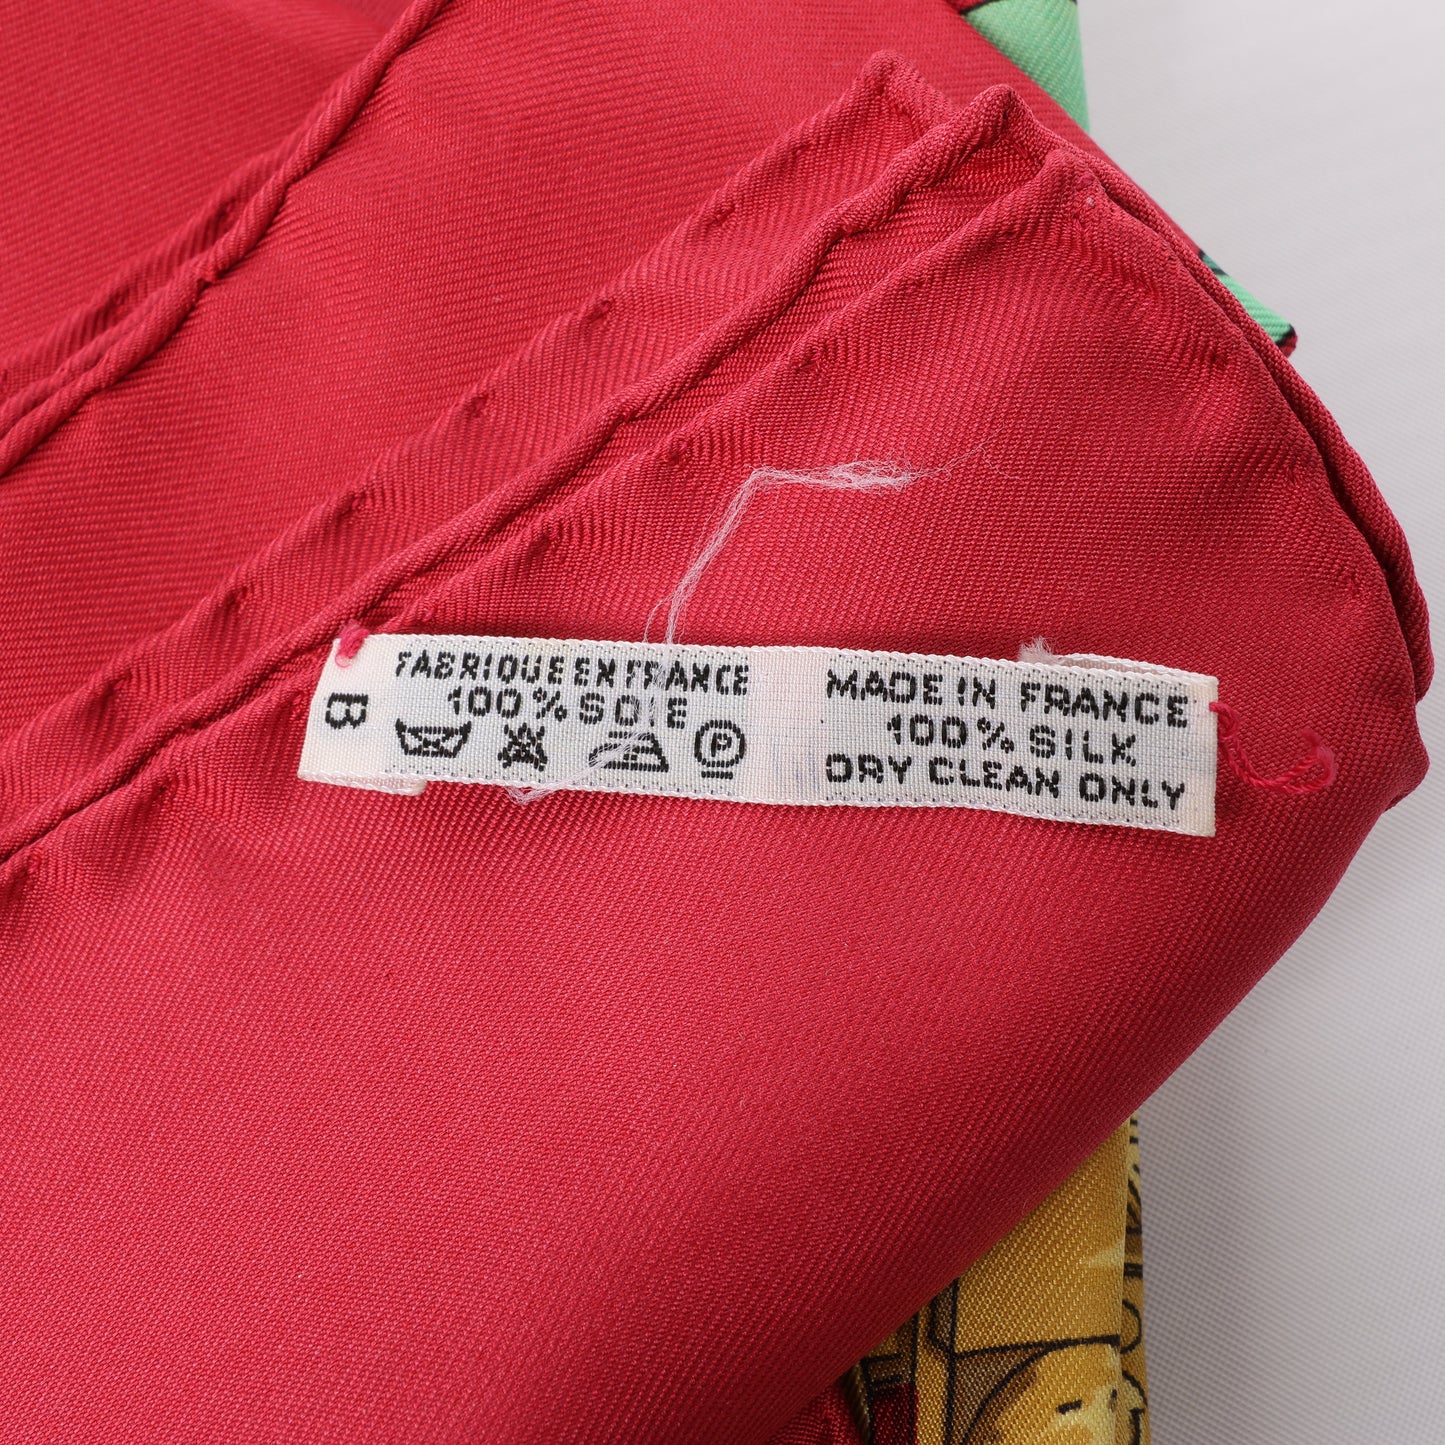 B
FABRIQUE EN FRANCE
100% SOIE
P
MADE IN FRANCE
100% SILK
DRY CLEAN ONLY